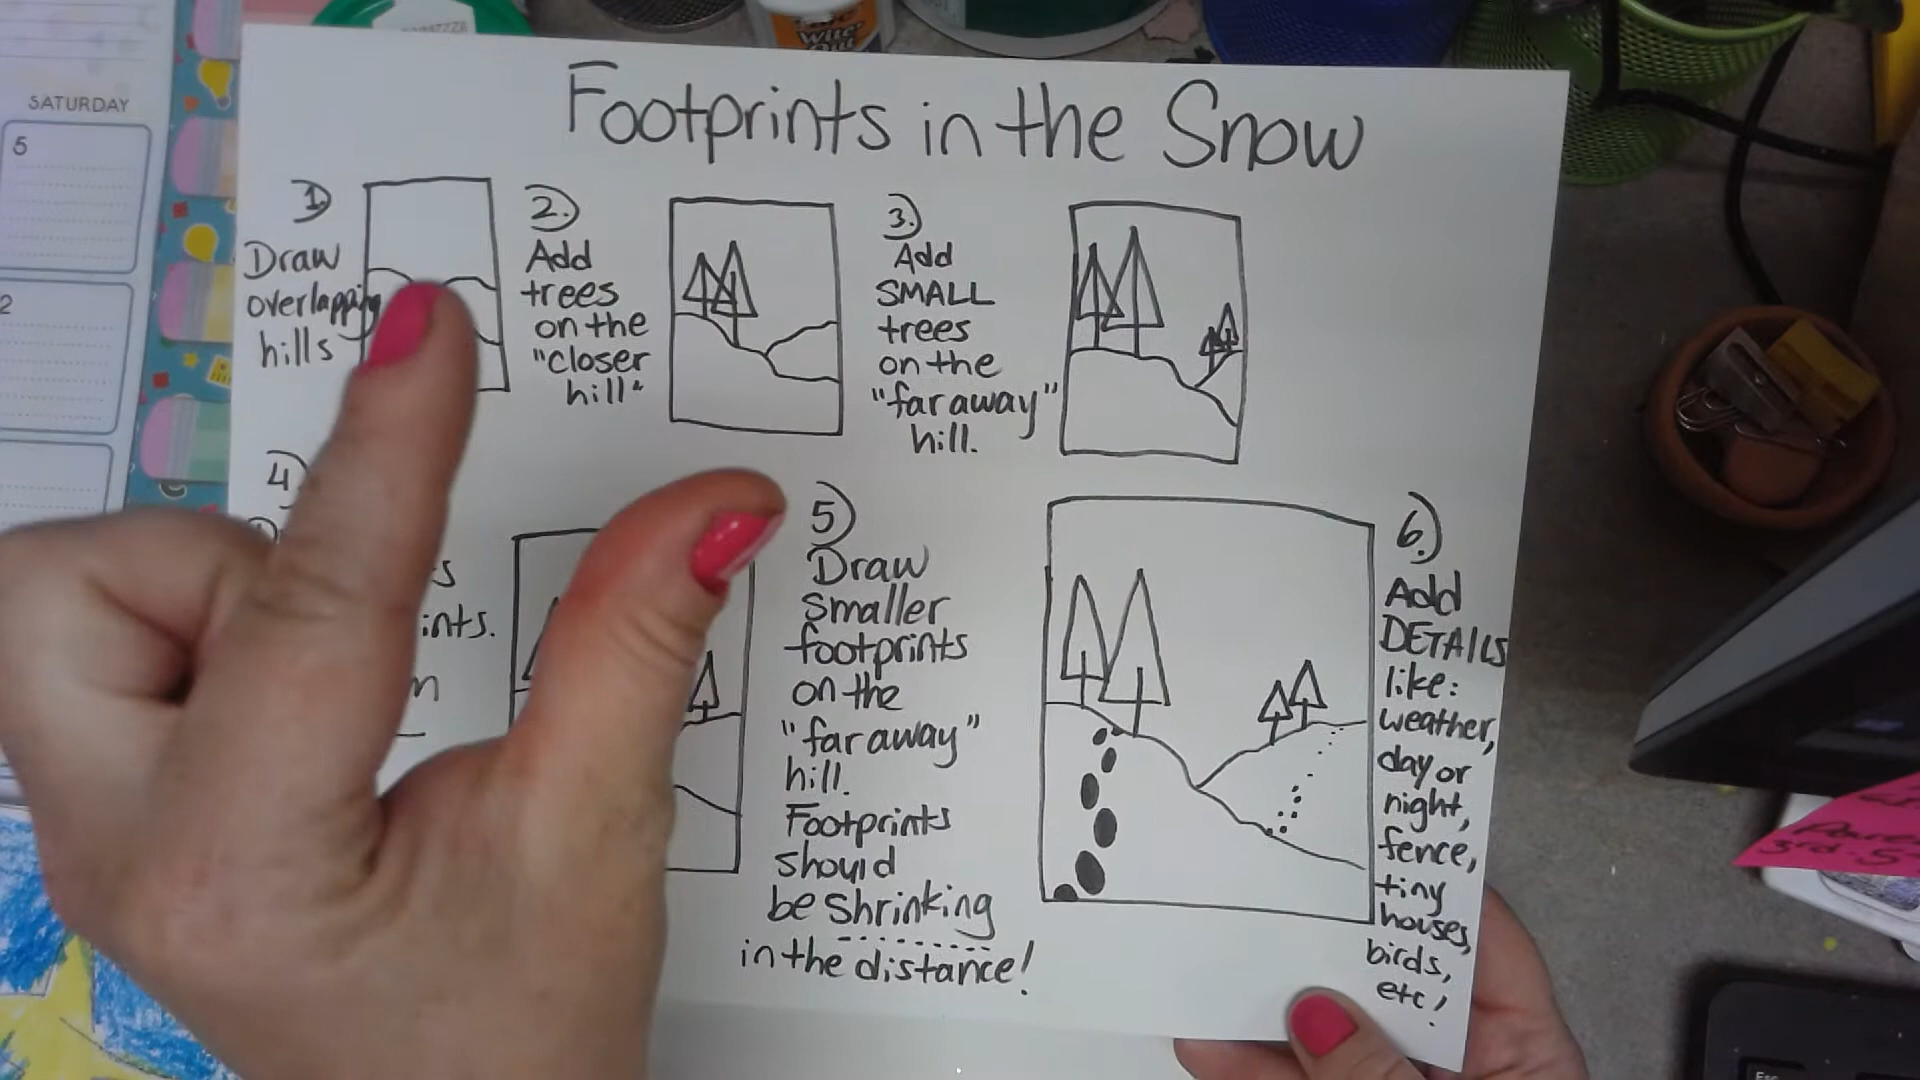 Footprints in the Snow
1.
Draw
overlapping
hills
2.
Add
trees
on the
"closer
hill"
3.
Add
SMALL
trees
on the
"far away"
hill.
4.
5)
Draw
smaller
footprints
on the
"far away"
hill.
Footprints
should
be shrinking
in the distance!
6.)
Add
DETAILS
like:
weather,
day or
night,
fence,
tiny
houses,
birds,
etc!
SATURDAY
5
2
Wite
Out
Esc